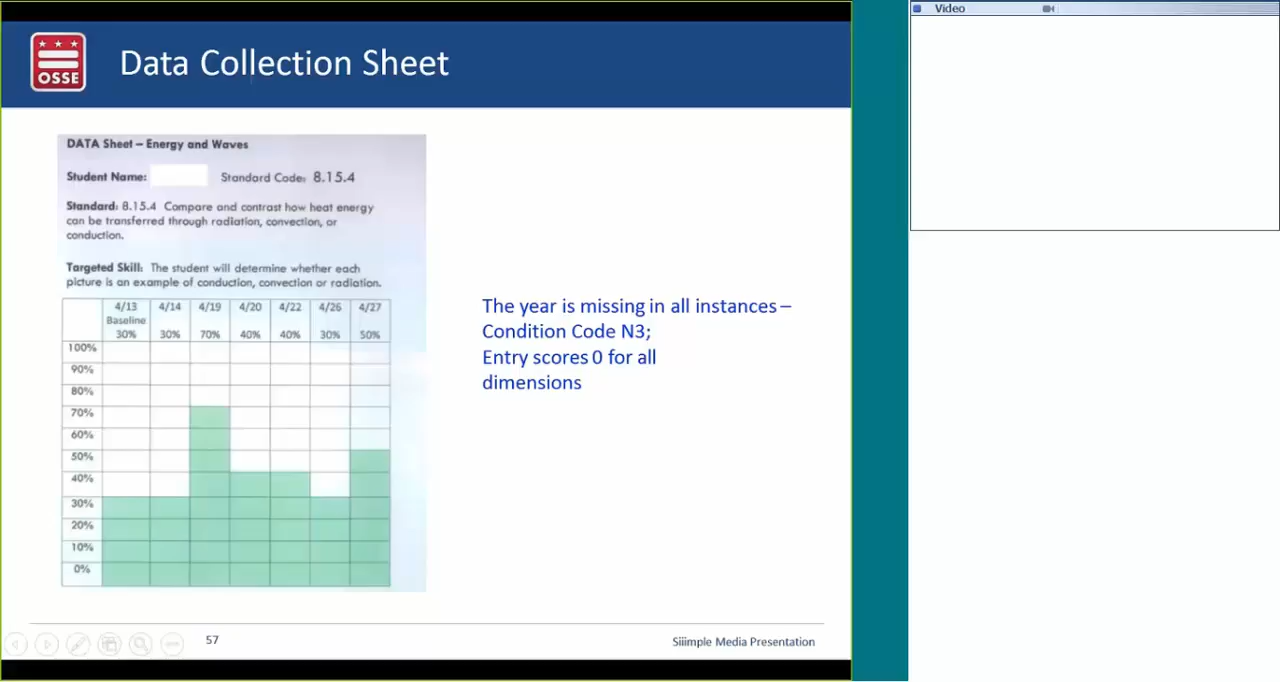 Video
OSSE
Data Collection Sheet
DATA Sheet – Energy and Waves
Student Name: Standard Code: 8.15.4
Standard: 8.15.4 Compare and contrast how heat energy
can be transferred through radiation, convection, or
conduction.
Targeted Skill: The student will determine whether each
picture is an example of conduction, convection or radiation.
4/13 4/14 4/19 4/20 4/22 4/26 4/27
Baseline
30% 30% 70% 40% 40% 30% 50%
100%
90%
80%
70%
60%
50%
40%
30%
20%
10%
0%
The year is missing in all instances –
Condition Code N3;
Entry scores 0 for all
dimensions
57
Siiimple Media Presentation